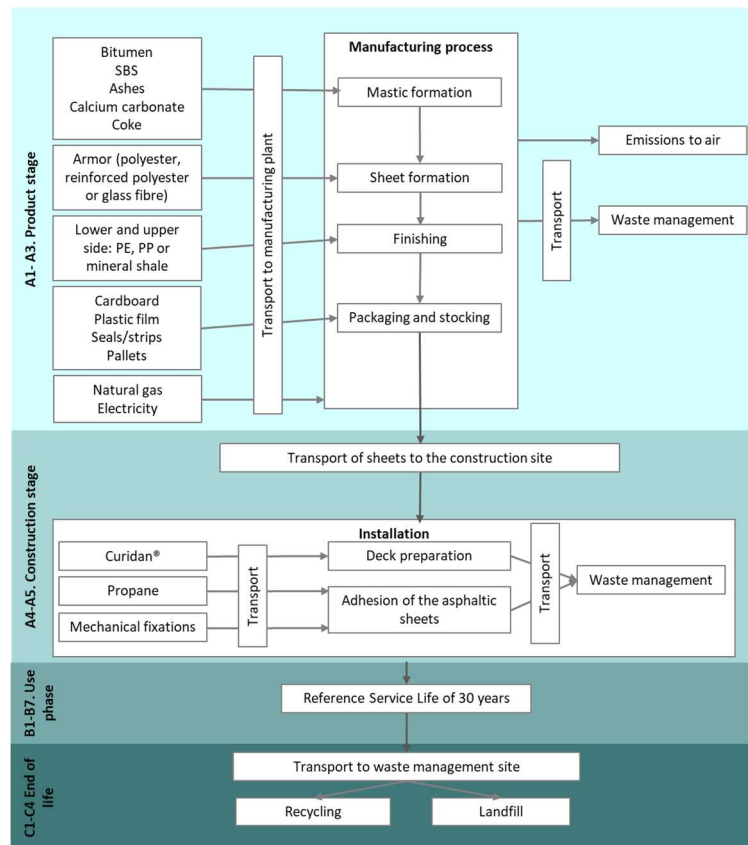 A1- A3. Product stage
Bitumen
SBS
Ashes
Calcium carbonate
Coke
Armor (polyester,
reinforced polyester
or glass fibre)
Lower and upper
side: PE, PP or
mineral shale
Cardboard
Plastic film
Seals/strips
Pallets
Natural gas
Electricity
Transport to manufacturing plant
Manufacturing process
Mastic formation
Sheet formation
Finishing
Packaging and stocking
Emissions to air
Transport
Waste management
A4-A5. Construction stage
Transport of sheets to the construction site
Installation
Curidan®
Propane
Mechanical fixations
Transport
Deck preparation
Adhesion of the asphaltic
sheets
Transport
Waste management
B1-B7. Use
phase
Reference Service Life of 30 years
C1-C4 End of
life
Transport to waste management site
Recycling
Landfill